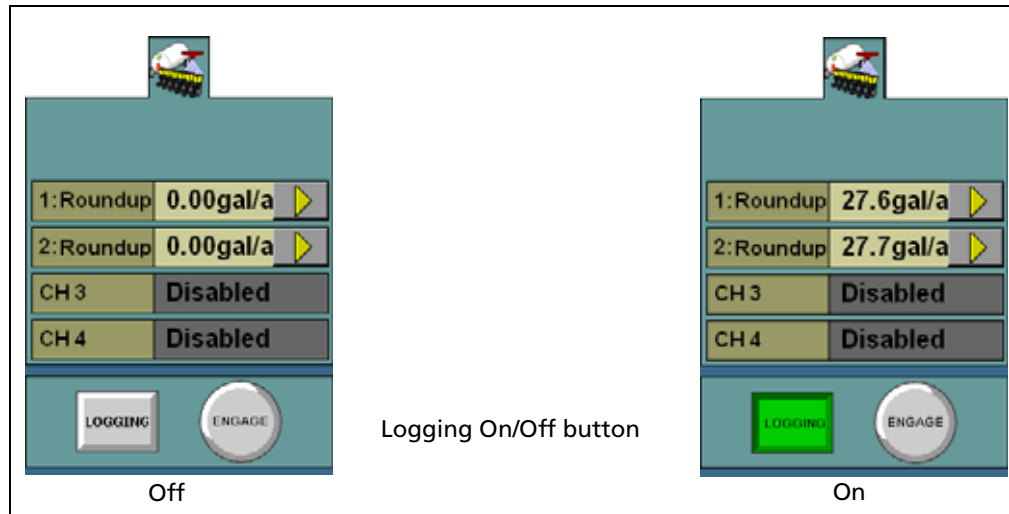 1:Roundup 0.00gal/a
2:Roundup 0.00gal/a
CH 3 Disabled
CH 4 Disabled
LOGGING ENGAGE
Off
Logging On/Off button
1:Roundup 27.6gal/a
2:Roundup 27.7gal/a
CH 3 Disabled
CH 4 Disabled
LOGGING ENGAGE
On